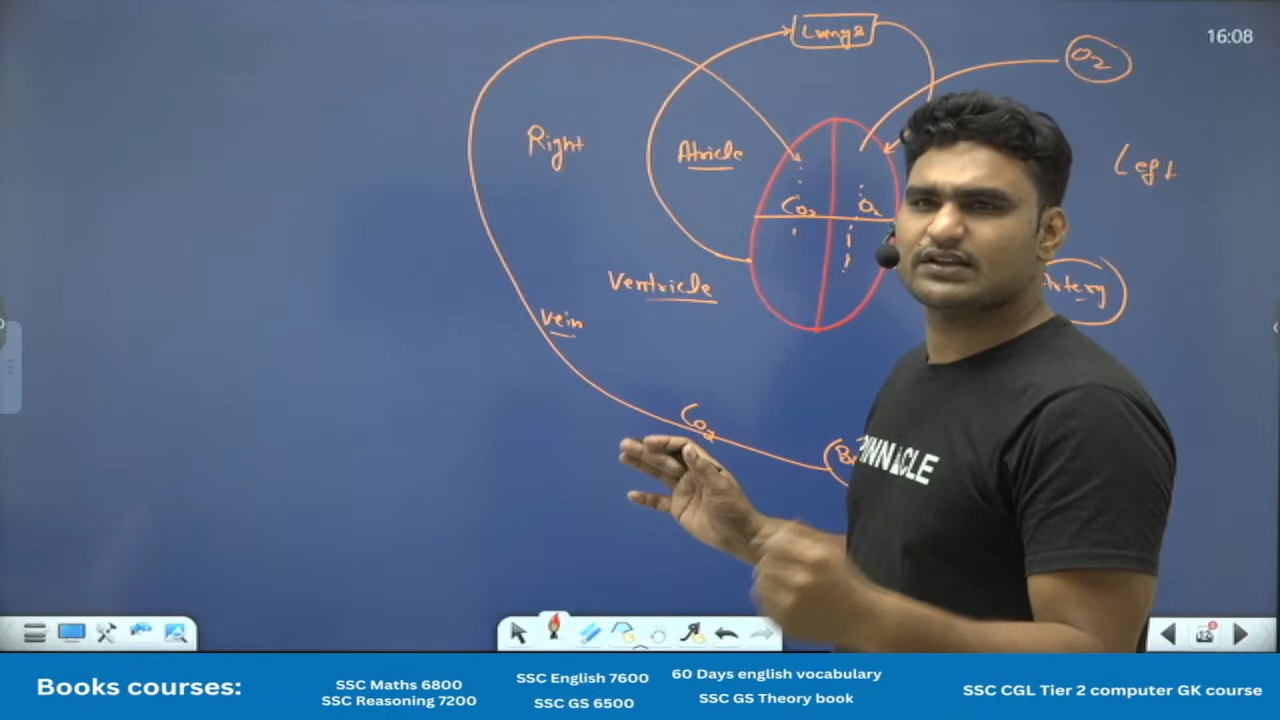 Lungs
16:08
O2
Right
Atricle
Left
CO2
O2
Ventricle
Artery
Vein
CO2
PINNACLE
Books courses:
SSC Maths 6800
SSC Reasoning 7200
SSC English 7600
SSC GS 6500
60 Days english vocabulary
SSC GS Theory book
SSC CGL Tier 2 computer GK course